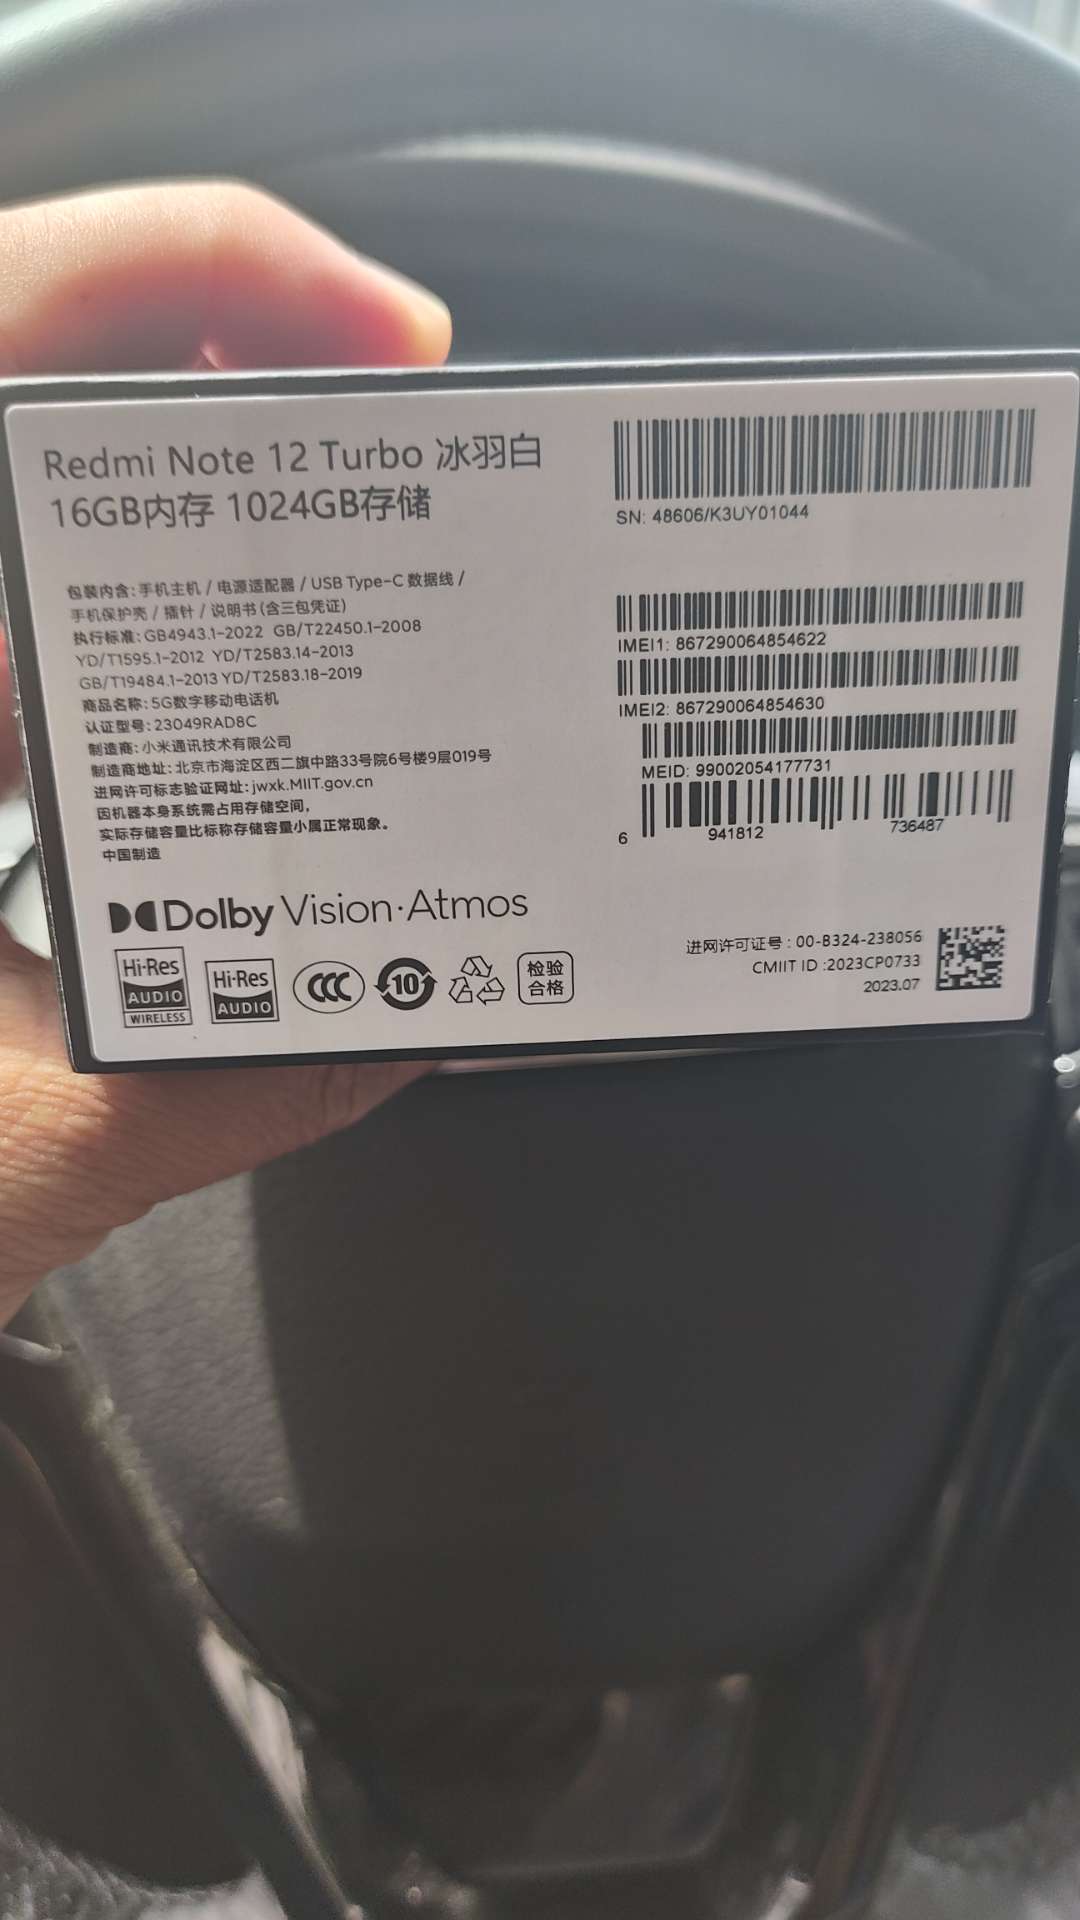 Redmi Note 12 Turbo 冰羽白
16GB内存 1024GB存储
包装内含:手机主机 / 电源适配器 / USB Type-C 数据线 /
手机保护壳 / 插针 / 说明书(含三包凭证)
执行标准:GB4943.1-2022 GB/T22450.1-2008
YD/T1595.1-2012 YD/T2583.14-2013
GB/T19484.1-2013 YD/T2583.18-2019
商品名称:5G数字移动电话机
认证型号:23049RAD8C
制造商:小米通讯技术有限公司
制造商地址:北京市海淀区西二旗中路33号院6号楼9层019号
进网许可标志验证网址:jwxk.MIIT.gov.cn
因机器本身系统需占用存储空间,
实际存储容量比标称存储容量小属正常现象。
中国制造
Dolby Vision·Atmos
Hi-Res
AUDIO
WIRELESS
Hi-Res
AUDIO
CCC
10
检验
合格
SN: 48606/K3UY01044
IMEI1: 867290064854622
IMEI2: 867290064854630
MEID: 99002054177731
6 941812 736487
进网许可证号 : 00-B324-238056
CMIIT ID :2023CP0733
2023.07